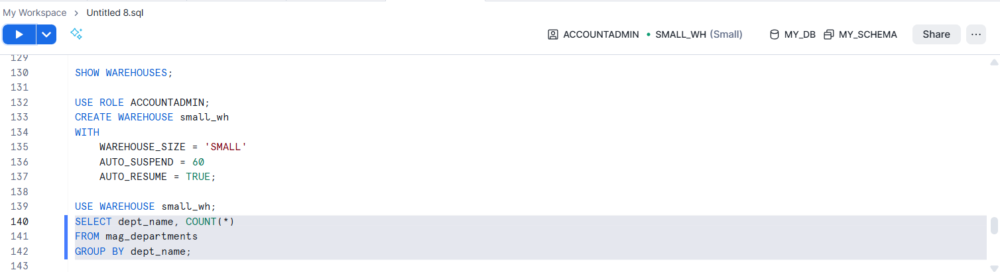 My Workspace > Untitled 8.sql
ACCOUNTADMIN SMALL_WH (Small) MY_DB MY_SCHEMA Share ...
129
130 SHOW WAREHOUSES;
131
132 USE ROLE ACCOUNTADMIN;
133 CREATE WAREHOUSE small_wh
134 WITH
135     WAREHOUSE_SIZE = 'SMALL'
136     AUTO_SUSPEND = 60
137     AUTO_RESUME = TRUE;
138
139 USE WAREHOUSE small_wh;
140 SELECT dept_name, COUNT(*)
141 FROM mag_departments
142 GROUP BY dept_name;
143